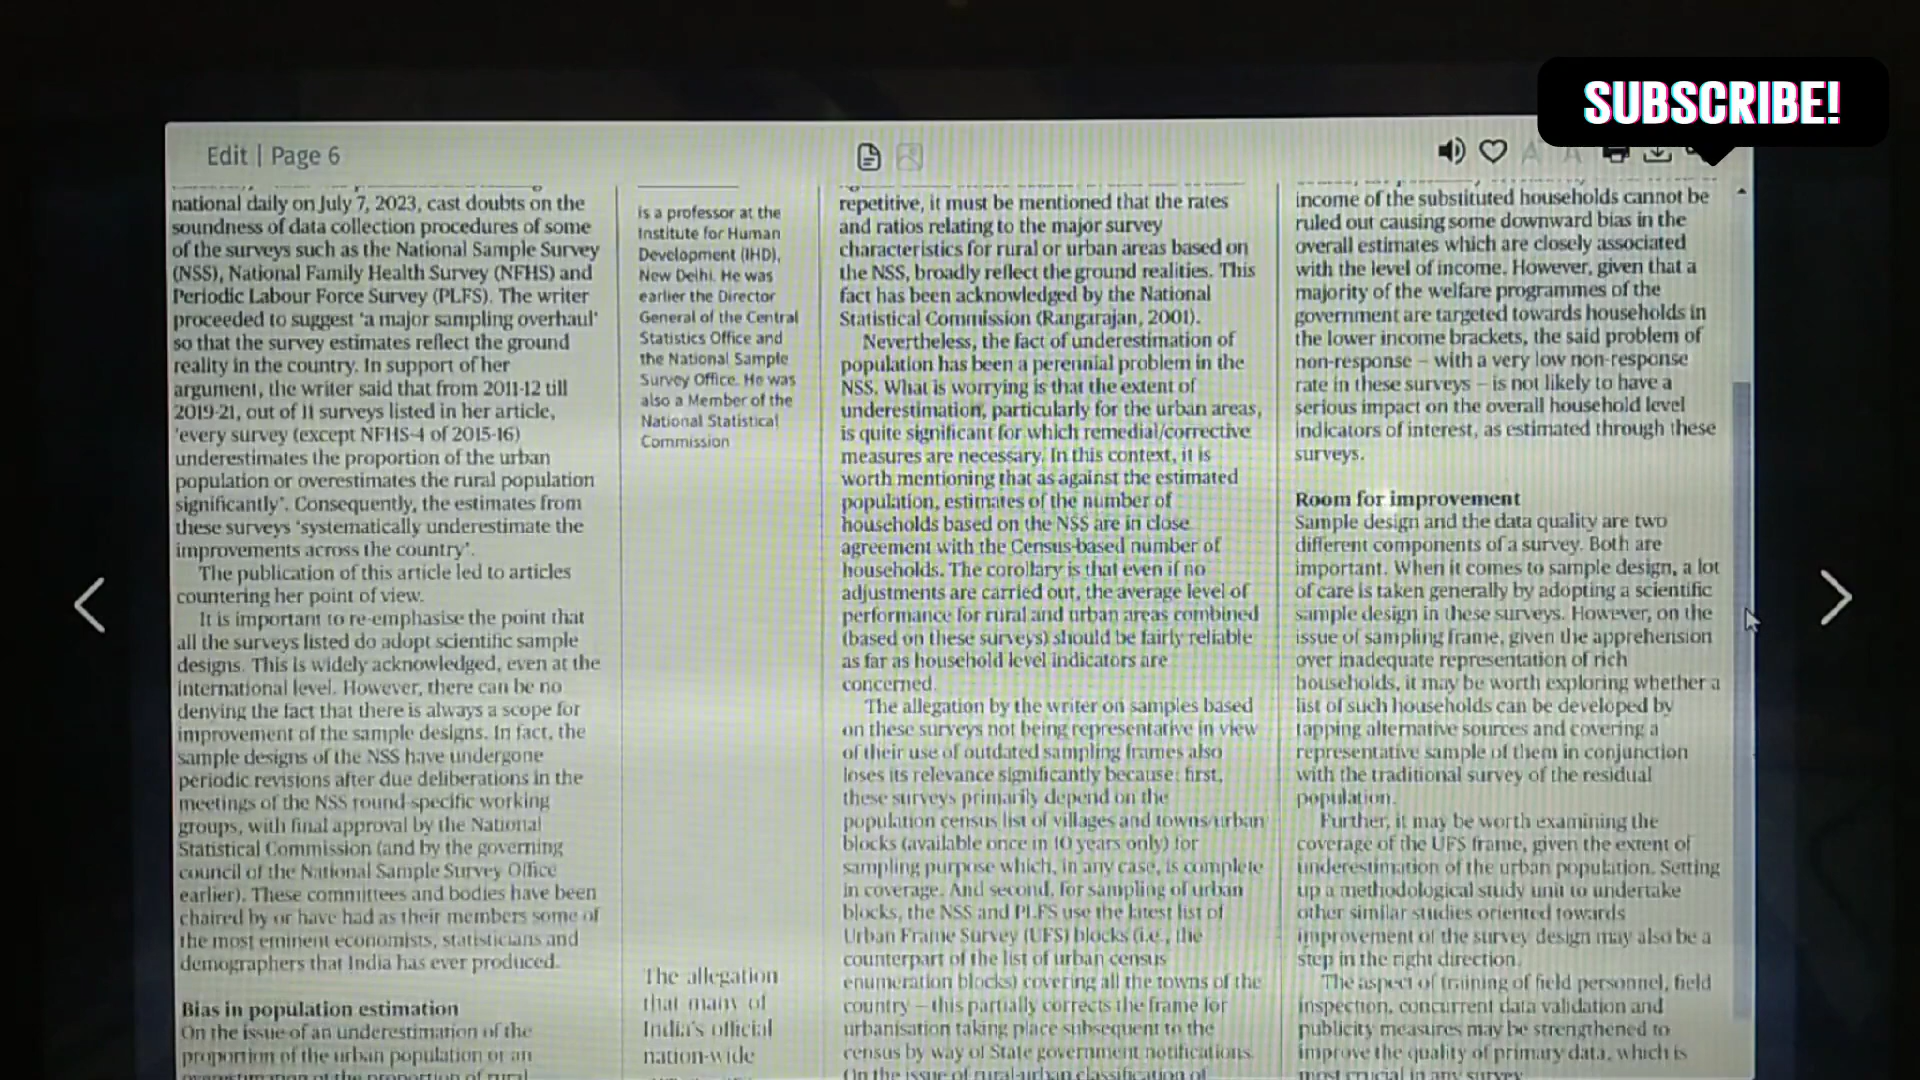 SUBSCRIBE!
Edit | Page 6
national daily on July 7, 2023, cast doubts on the
soundness of data collection procedures of some
of the surveys such as the National Sample Survey
(NSS), National Family Health Survey (NFHS) and
Periodic Labour Force Survey (PLFS). The writer
proceeded to suggest 'a major sampling overhaul'
so that the survey estimates reflect the ground
reality in the country. In support of her
argument, the writer said that from 2011-12 till
2019-21, out of 11 surveys listed in her article,
'every survey (except NFHS-4 of 2015-16)
underestimates the proportion of the urban
population or overestimates the rural population
significantly'. Consequently, the estimates from
these surveys 'systematically underestimate the
improvements across the country'.
The publication of this article led to articles
countering her point of view.
It is important to re-emphasise the point that
all the surveys listed do adopt scientific sample
designs. This is widely acknowledged, even at the
international level. However, there can be no
denying the fact that there is always a scope for
improvement of the sample designs. In fact, the
sample designs of the NSS have undergone
periodic revisions after due deliberations in the
meetings of the NSS round-specific working
groups, with final approval by the National
Statistical Commission (and by the governing
council of the National Sample Survey Office
earlier). These committees and bodies have been
chaired by or have had as their members some of
the most eminent economists, statisticians and
demographers that India has ever produced.
Bias in population estimation
On the issue of an underestimation of the
proportion of the urban population or an
is a professor at the
Institute for Human
Development (IHD),
New Delhi. He was
earlier the Director
General of the Central
Statistics Office and
the National Sample
Survey Office. He was
also a Member of the
National Statistical
Commission
The allegation
that many of
India's official
nation-wide
repetitive, it must be mentioned that the rates
and ratios relating to the major survey
characteristics for rural or urban areas based on
the NSS, broadly reflect the ground realities. This
fact has been acknowledged by the National
Statistical Commission (Rangarajan, 2001).
Nevertheless, the fact of underestimation of
population has been a perennial problem in the
NSS. What is worrying is that the extent of
underestimation, particularly for the urban areas,
is quite significant for which remedial/corrective
measures are necessary. In this context, it is
worth mentioning that as against the estimated
population, estimates of the number of
households based on the NSS are in close
agreement with the Census-based number of
households. The corollary is that even if no
adjustments are carried out, the average level of
performance for rural and urban areas combined
(based on these surveys) should be fairly reliable
as far as household level indicators are
concerned.
The allegation by the writer on samples based
on these surveys not being representative in view
of their use of outdated sampling frames also
loses its relevance significantly because: first,
these surveys primarily depend on the
population census list of villages and towns/urban
blocks (available once in 10 years only) for
sampling purpose which, in any case, is complete
in coverage. And second, for sampling of urban
blocks, the NSS and PLFS use the latest list of
Urban Frame Survey (UFS) blocks (i.e., the
counterpart of the list of urban census
enumeration blocks) covering all the towns of the
country – this partially corrects the frame for
urbanisation taking place subsequent to the
census by way of State government notifications.
On the issue of rural-urban classification of
income of the substituted households cannot be
ruled out causing some downward bias in the
overall estimates which are closely associated
with the level of income. However, given that a
majority of the welfare programmes of the
government are targeted towards households in
the lower income brackets, the said problem of
non-response – with a very low non-response
rate in these surveys – is not likely to have a
serious impact on the overall household level
indicators of interest, as estimated through these
surveys.
Room for improvement
Sample design and the data quality are two
different components of a survey. Both are
important. When it comes to sample design, a lot
of care is taken generally by adopting a scientific
sample design in these surveys. However, on the
issue of sampling frame, given the apprehension
over inadequate representation of rich
households, it may be worth exploring whether a
list of such households can be developed by
tapping alternative sources and covering a
representative sample of them in conjunction
with the traditional survey of the residual
population.
Further, it may be worth examining the
coverage of the UFS frame, given the extent of
underestimation of the urban population. Setting
up a methodological study unit to undertake
other similar studies oriented towards
improvement of the survey design may also be a
step in the right direction.
The aspect of training of field personnel, field
inspection, concurrent data validation and
publicity measures may be strengthened to
improve the quality of primary data, which is
most crucial in any survey